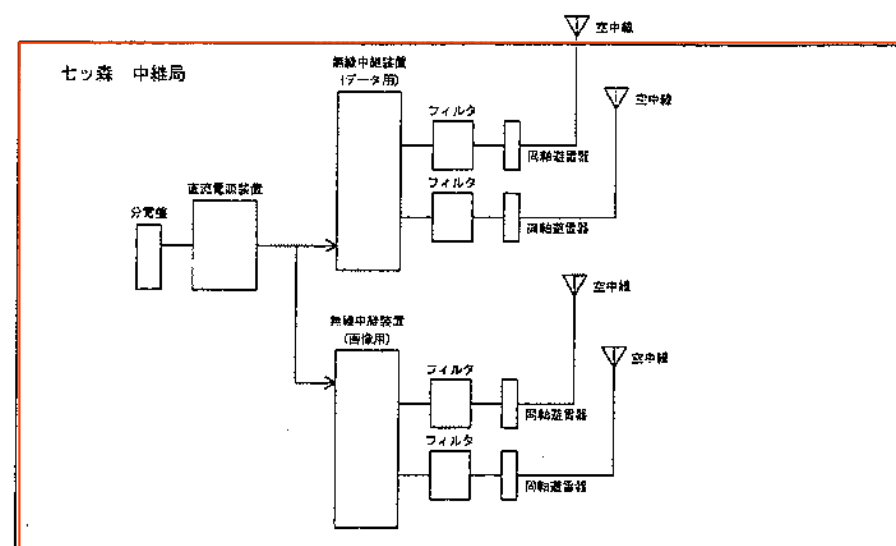 空中線
七ッ森 中継局
無線中継装置
(データ用)
空中線
フィルタ
同軸避雷器
フィルタ
直流電源装置
分電盤
同軸避雷器
空中線
無線中継装置
(画像用)
空中線
フィルタ
同軸避雷器
フィルタ
同軸避雷器